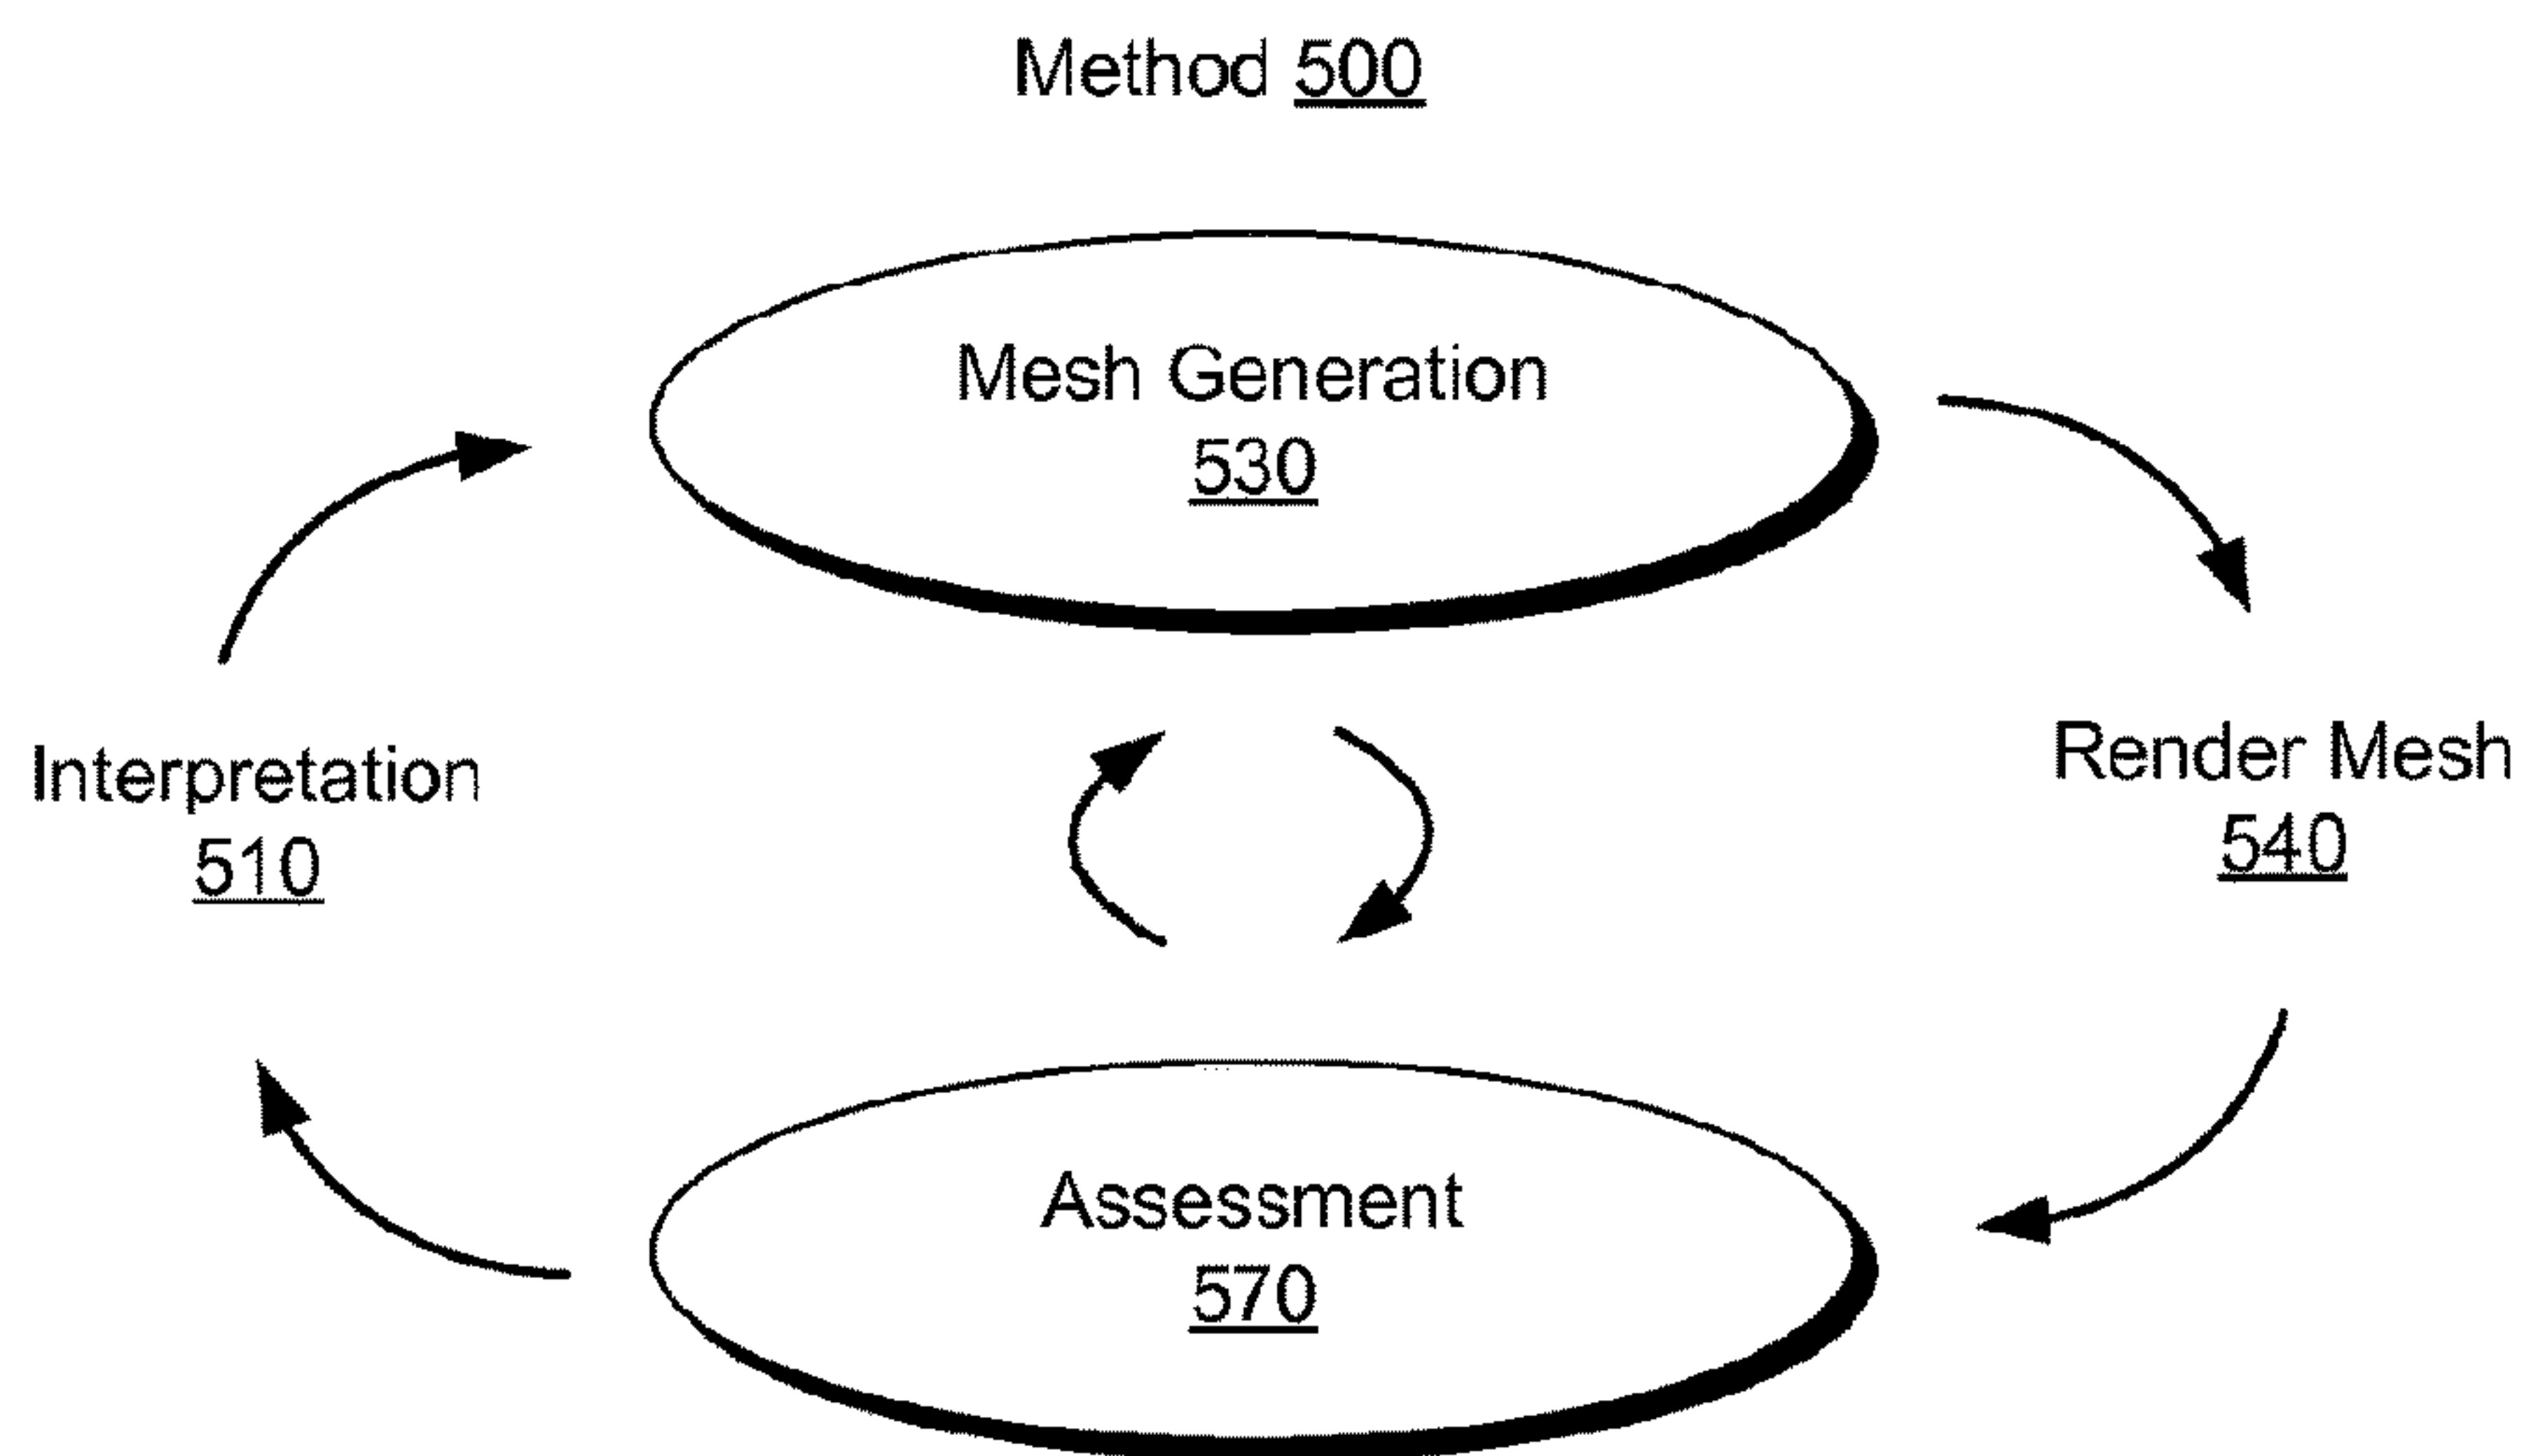 Method 500
Mesh Generation
530
Interpretation
510
Render Mesh
540
Assessment
570